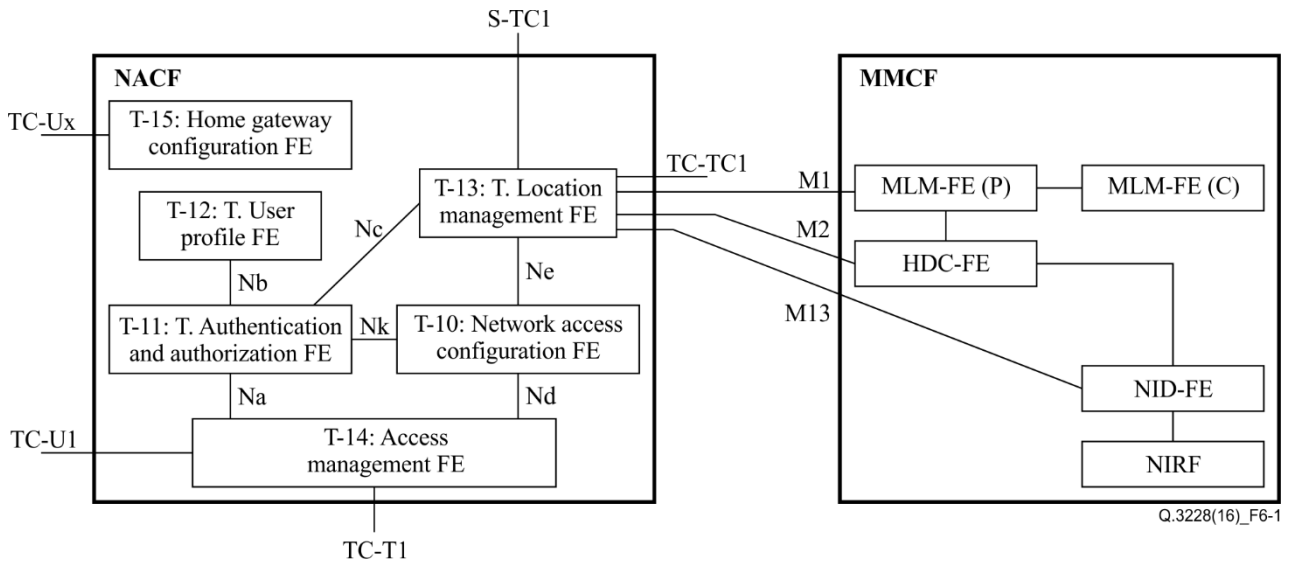 S-TC1
NACF
MMCF
TC-Ux
T-15: Home gateway
configuration FE
TC-TC1
T-13: T. Location
management FE
M1
MLM-FE (P)
MLM-FE (C)
T-12: T. User
profile FE
Nc
M2
HDC-FE
Nb
Ne
M13
T-11: T. Authentication
and authorization FE
Nk
T-10: Network access
configuration FE
Na
Nd
NID-FE
TC-U1
T-14: Access
management FE
NIRF
Q.3228(16)_F6-1
TC-T1